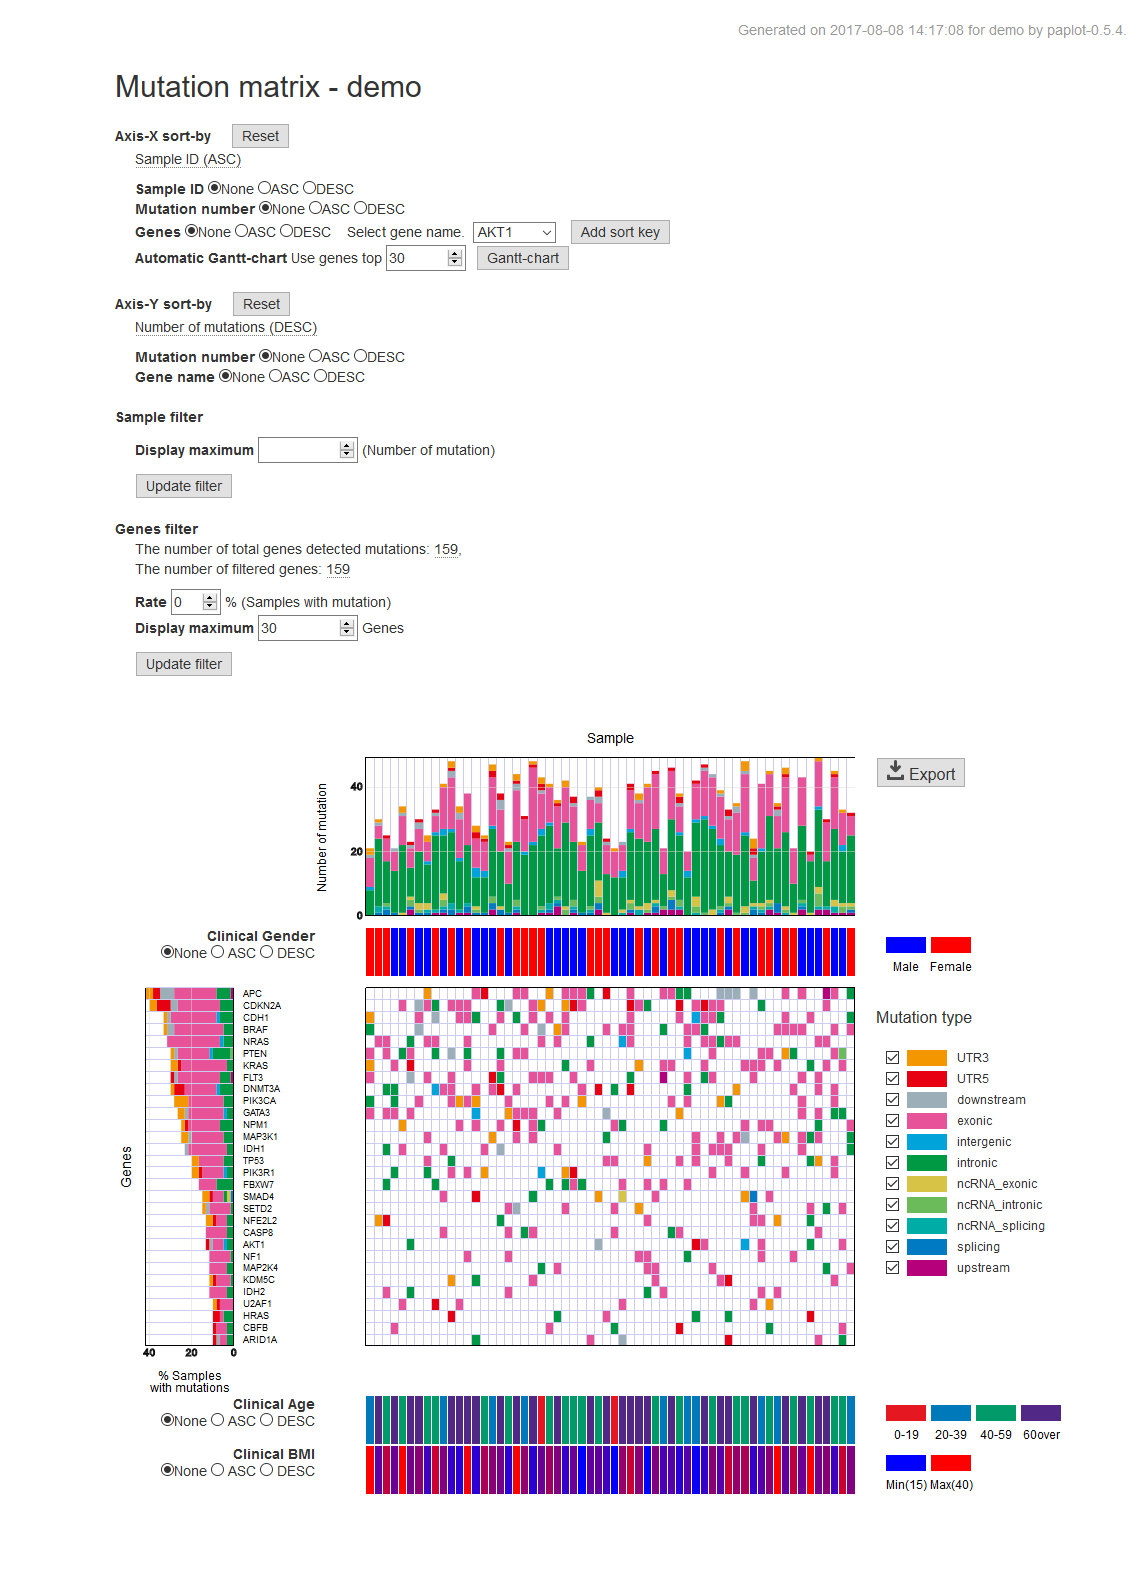 Generated on 2017-08-08 14:17:08 for demo by paplot-0.5.4.
Mutation matrix - demo
Axis-X sort-by Reset
Sample ID (ASC)
Sample ID None ASC DESC
Mutation number None ASC DESC
Genes None ASC DESC Select gene name. AKT1 Add sort key
Automatic Gantt-chart Use genes top 30 Gantt-chart
Axis-Y sort-by Reset
Number of mutations (DESC)
Mutation number None ASC DESC
Gene name None ASC DESC
Sample filter
Display maximum (Number of mutation)
Update filter
Genes filter
The number of total genes detected mutations: 159,
The number of filtered genes: 159
Rate 0 % (Samples with mutation)
Display maximum 30 Genes
Update filter
Sample
Export
Number of mutation
40
20
0
Clinical Gender
None ASC DESC
Male Female
Genes
APC
CDKN2A
CDH1
BRAF
NRAS
PTEN
KRAS
FLT3
DNMT3A
PIK3CA
GATA3
NPM1
MAP3K1
IDH1
TP53
PIK3R1
FBXW7
SMAD4
SETD2
NFE2L2
CASP8
AKT1
NF1
MAP2K4
KDM5C
IDH2
U2AF1
HRAS
CBFB
ARID1A
40 20 0
% Samples
with mutations
Mutation type
UTR3
UTR5
downstream
exonic
intergenic
intronic
ncRNA_exonic
ncRNA_intronic
ncRNA_splicing
splicing
upstream
Clinical Age
None ASC DESC
0-19 20-39 40-59 60over
Clinical BMI
None ASC DESC
Min(15) Max(40)